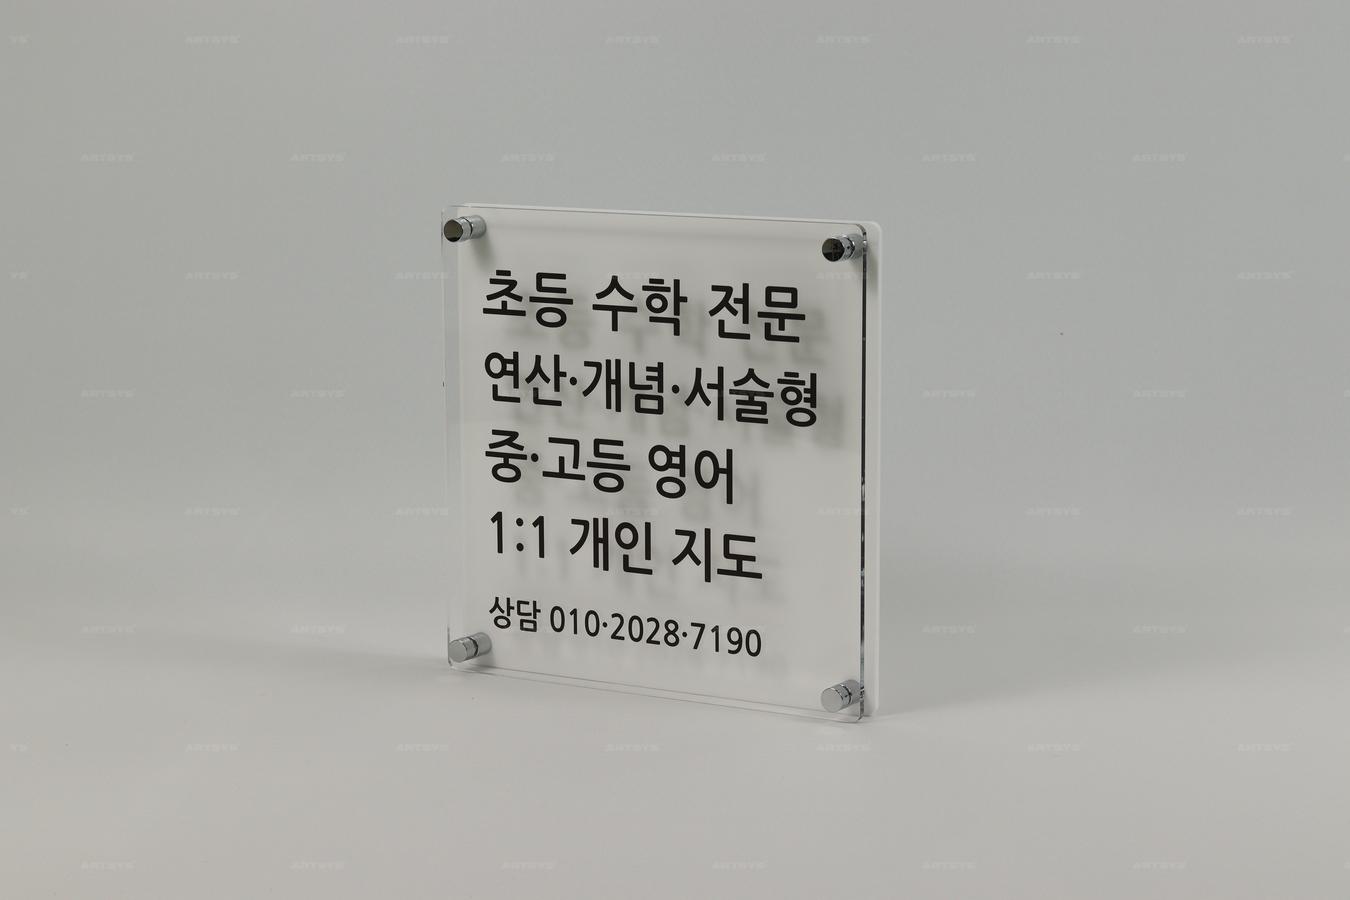 초등 수학 전문
연산·개념·서술형
중·고등 영어
1:1 개인 지도
상담 010·2028·7190
ARTSYS